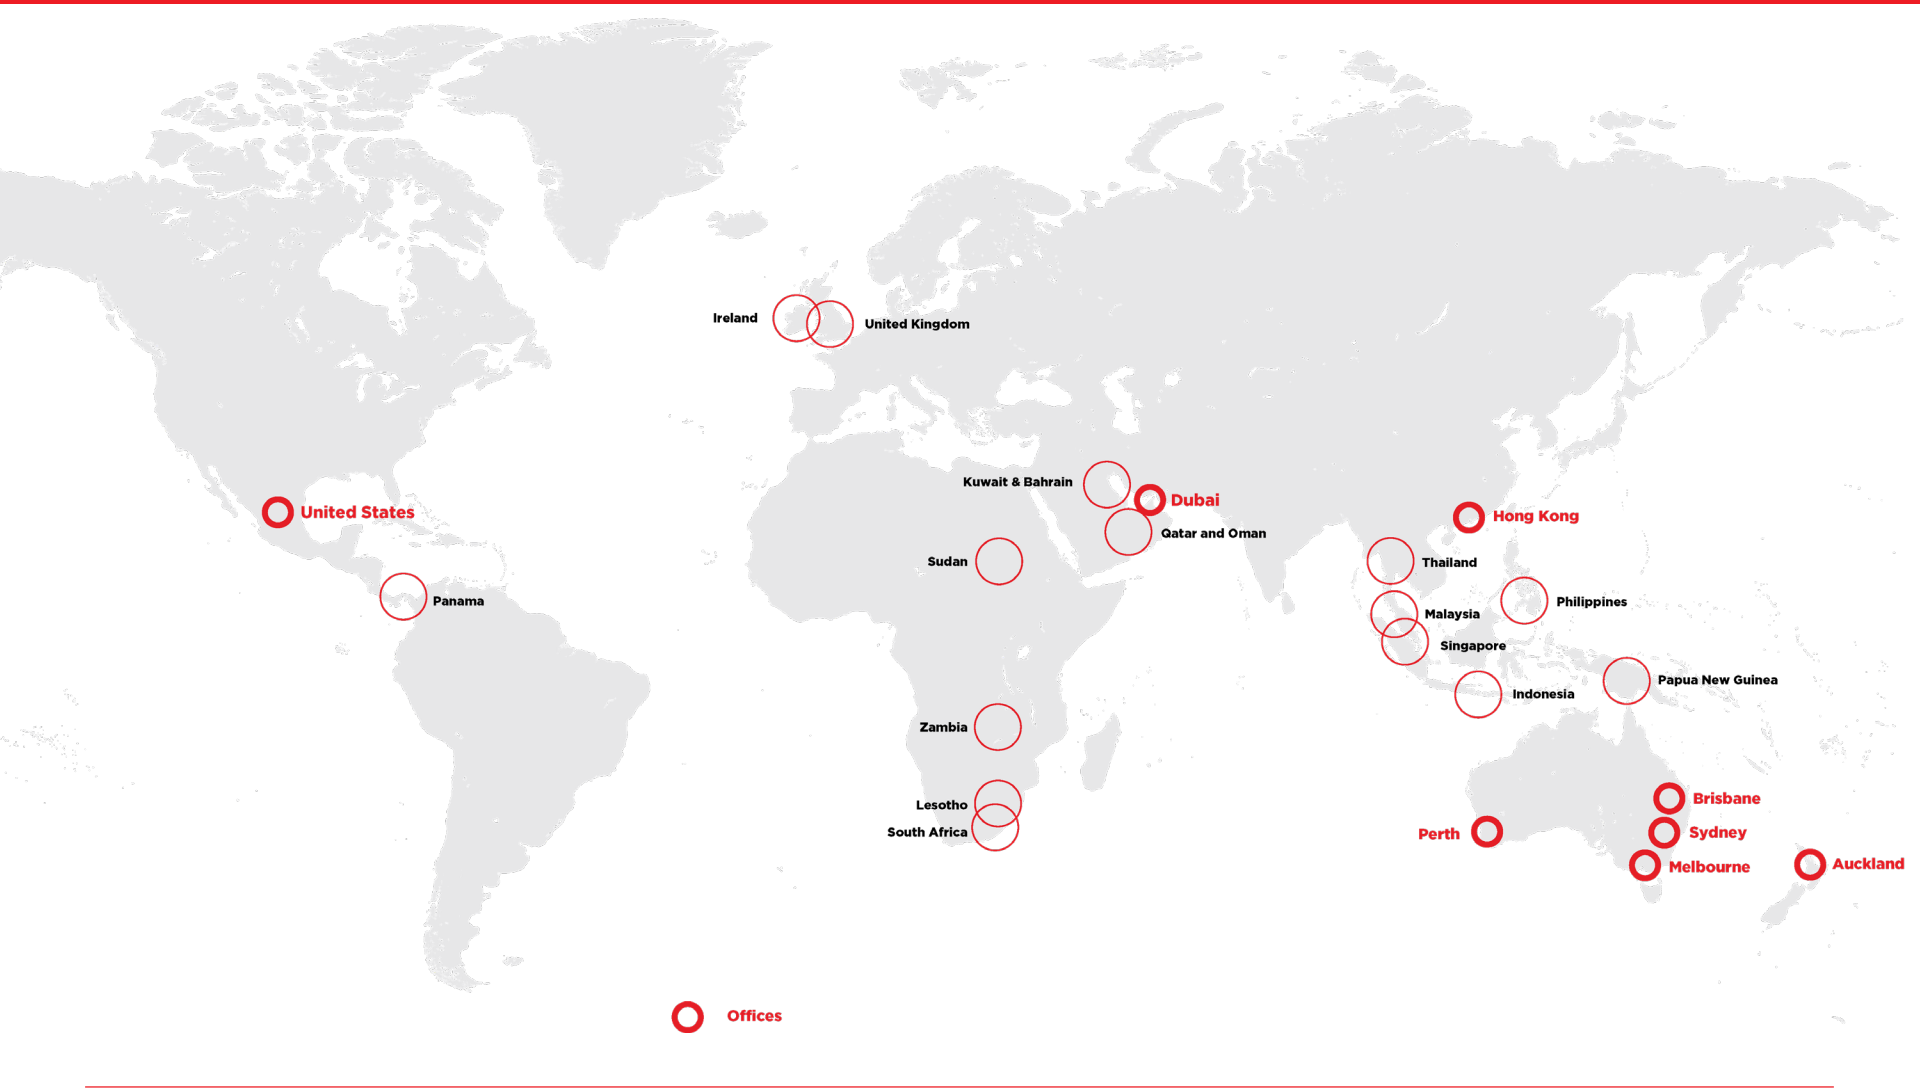 Ireland
United Kingdom
Kuwait & Bahrain
Dubai
United States
Hong Kong
Qatar and Oman
Sudan
Thailand
Panama
Philippines
Malaysia
Singapore
Papua New Guinea
Indonesia
Zambia
Brisbane
Lesotho
South Africa
Perth
Sydney
Melbourne
Auckland
Offices